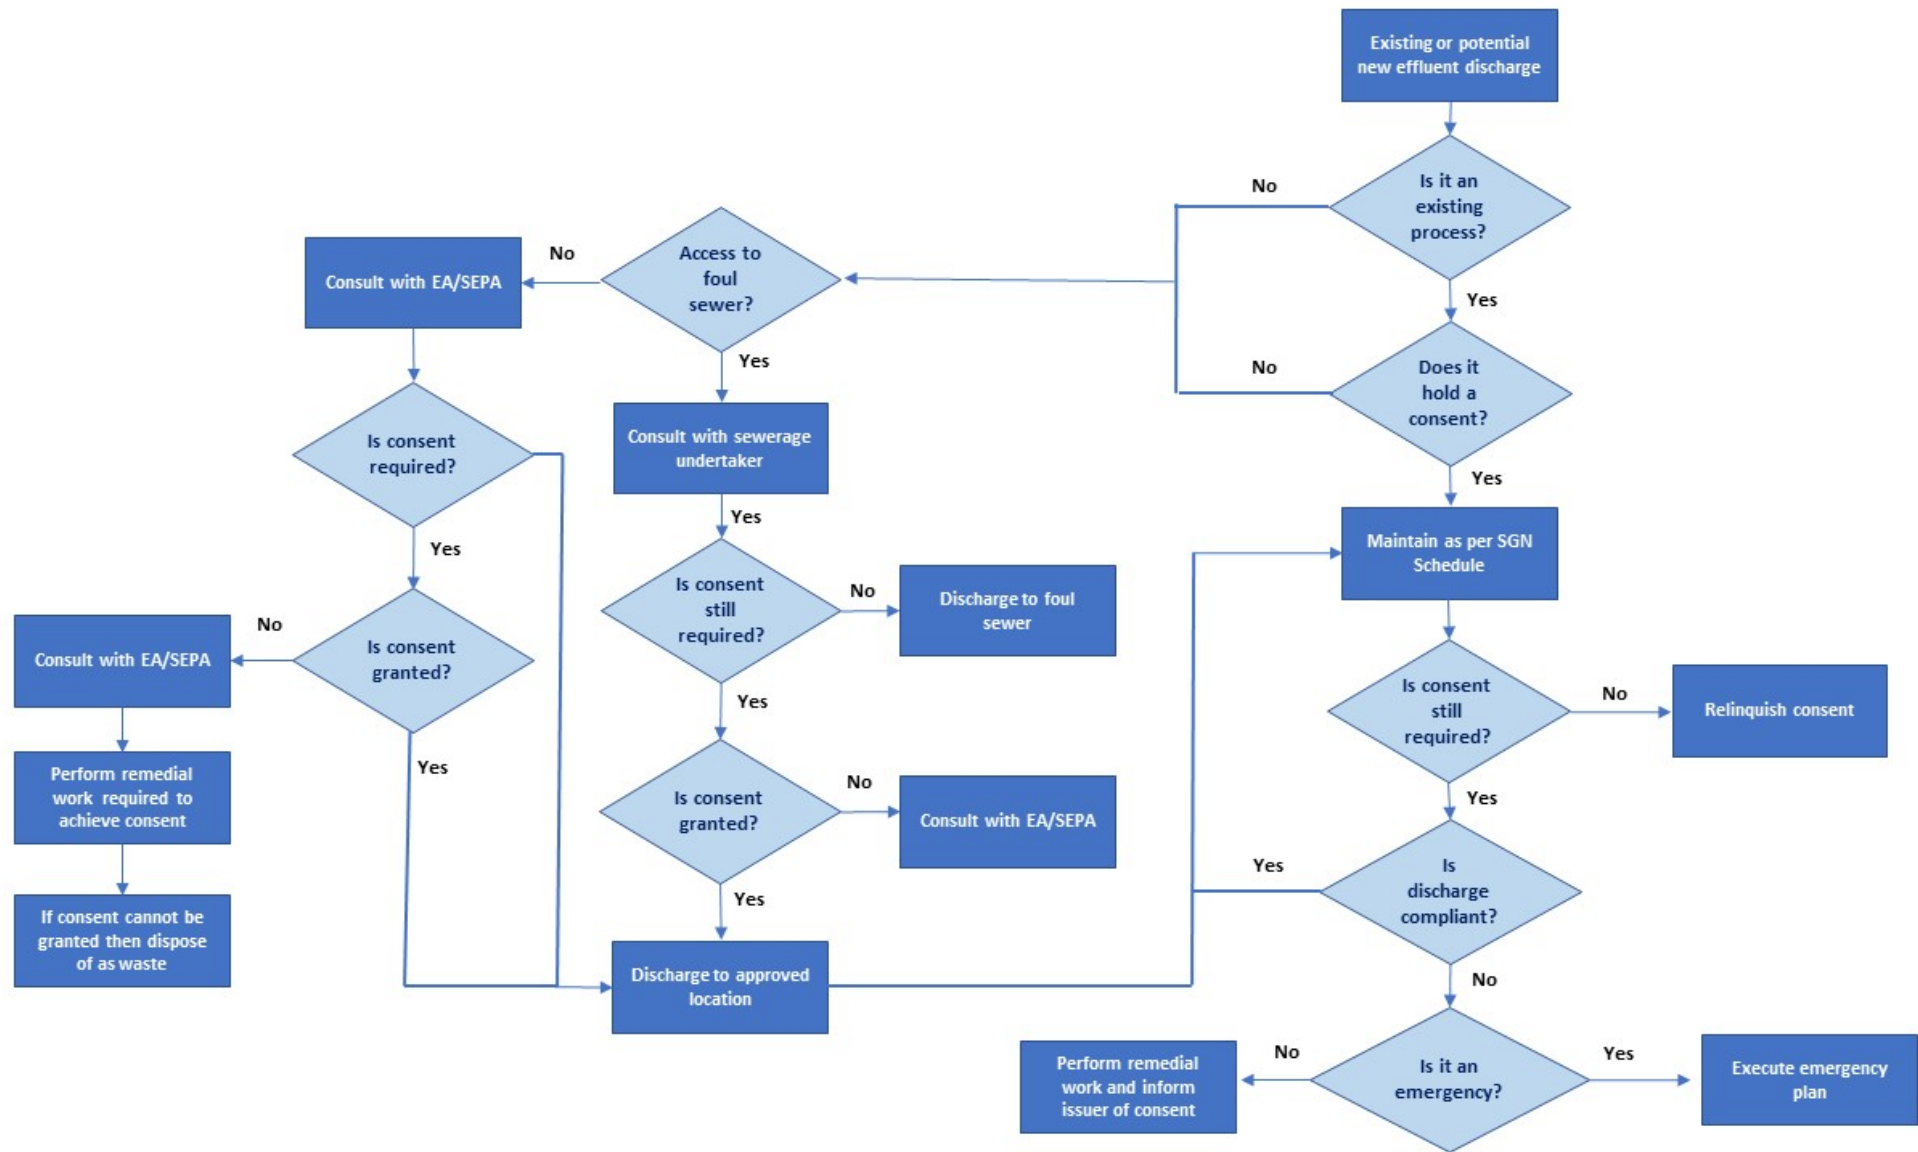 Existing or potential
new effluent discharge
Is it an
existing
process?
No
Yes
Does it
hold a
consent?
No
Yes
Access to
foul
sewer?
No
Yes
Consult with EA/SEPA
Is consent
required?
Yes
Is consent
granted?
No
Yes
Consult with EA/SEPA
Perform remedial
work required to
achieve consent
If consent cannot be
granted then dispose
of as waste
Consult with sewerage
undertaker
Yes
Is consent
still
required?
No
Discharge to foul
sewer
Yes
Is consent
granted?
No
Consult with EA/SEPA
Yes
Discharge to approved
location
Maintain as per SGN
Schedule
Is consent
still
required?
No
Relinquish consent
Yes
Is
discharge
compliant?
Yes
No
Is it an
emergency?
No
Perform remedial
work and inform
issuer of consent
Yes
Execute emergency
plan